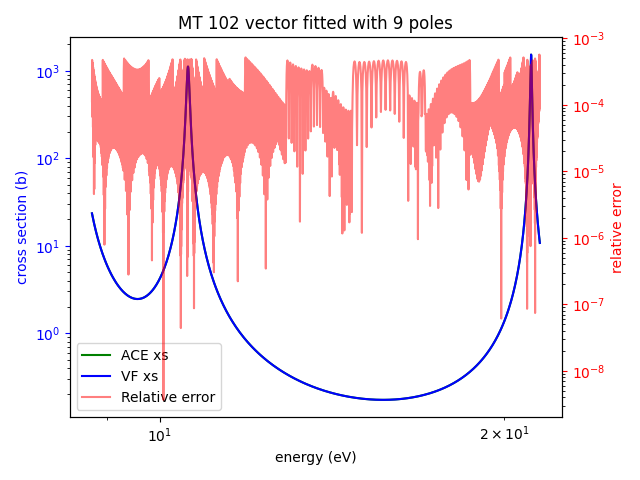 MT 102 vector fitted with 9 poles
cross section (b)
10³
10²
10¹
10⁰
10⁻³
10⁻⁴
10⁻⁵
10⁻⁶
10⁻⁷
10⁻⁸
relative error
ACE xs
VF xs
Relative error
10¹
2 × 10¹
energy (eV)